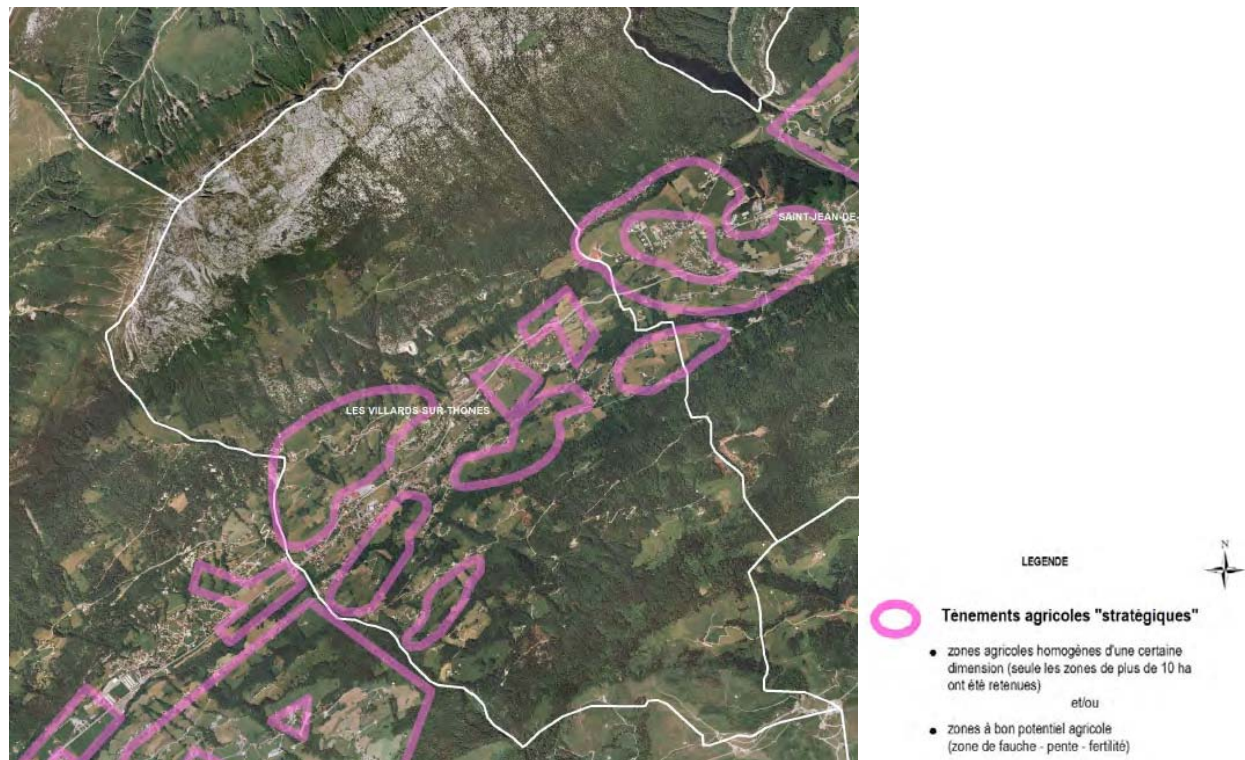 SAINT-JEAN-DE-
LES VILLARDS-SUR-THONES
N
LEGENDE
Tènements agricoles "stratégiques"
● zones agricoles homogènes d'une certaine
dimension (seule les zones de plus de 10 ha
ont été retenues)
et/ou
● zones à bon potentiel agricole
(zone de fauche - pente - fertilité)